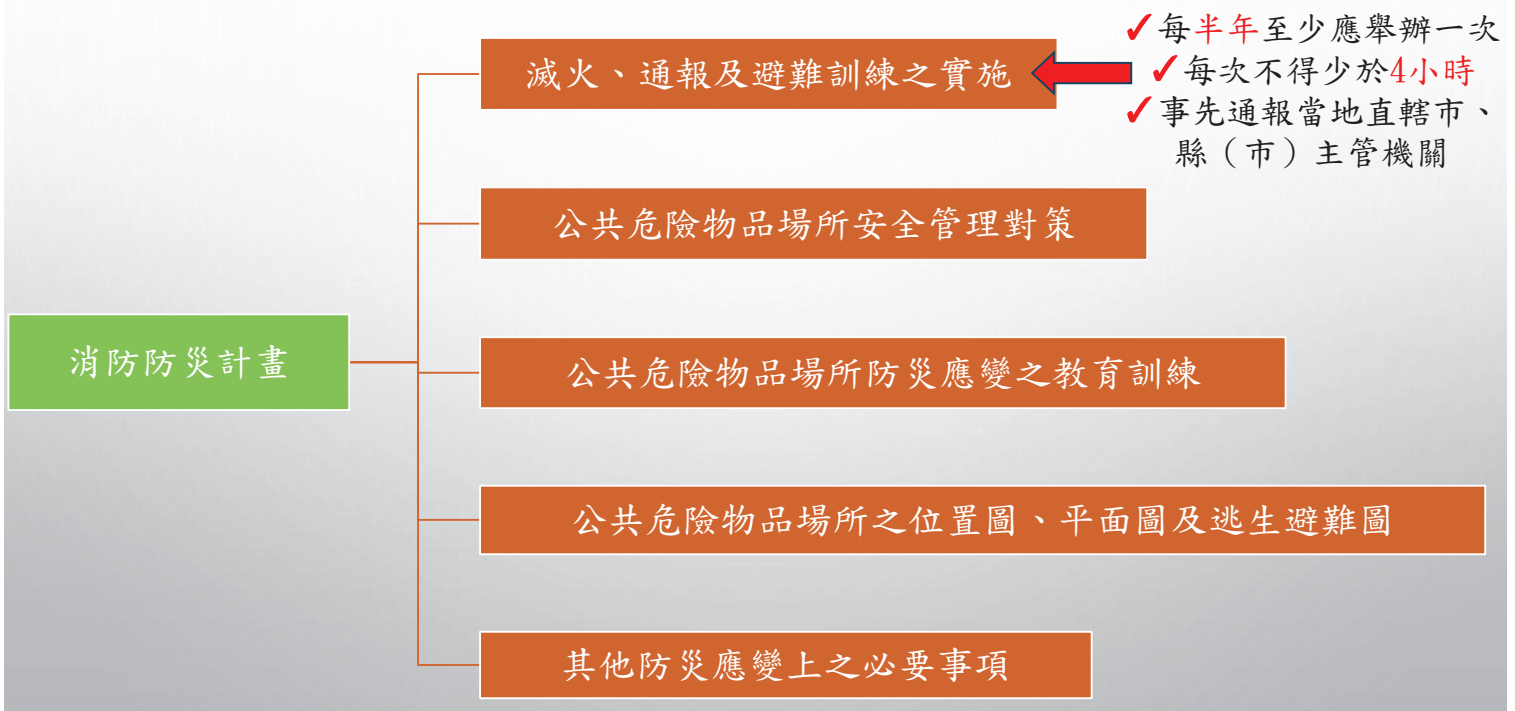 ✓每半年至少應舉辦一次
✓每次不得少於4小時
✓事先通報當地直轄市、
縣（市）主管機關
滅火、通報及避難訓練之實施
公共危險物品場所安全管理對策
消防防災計畫
公共危險物品場所防災應變之教育訓練
公共危險物品場所之位置圖、平面圖及逃生避難圖
其他防災應變上之必要事項